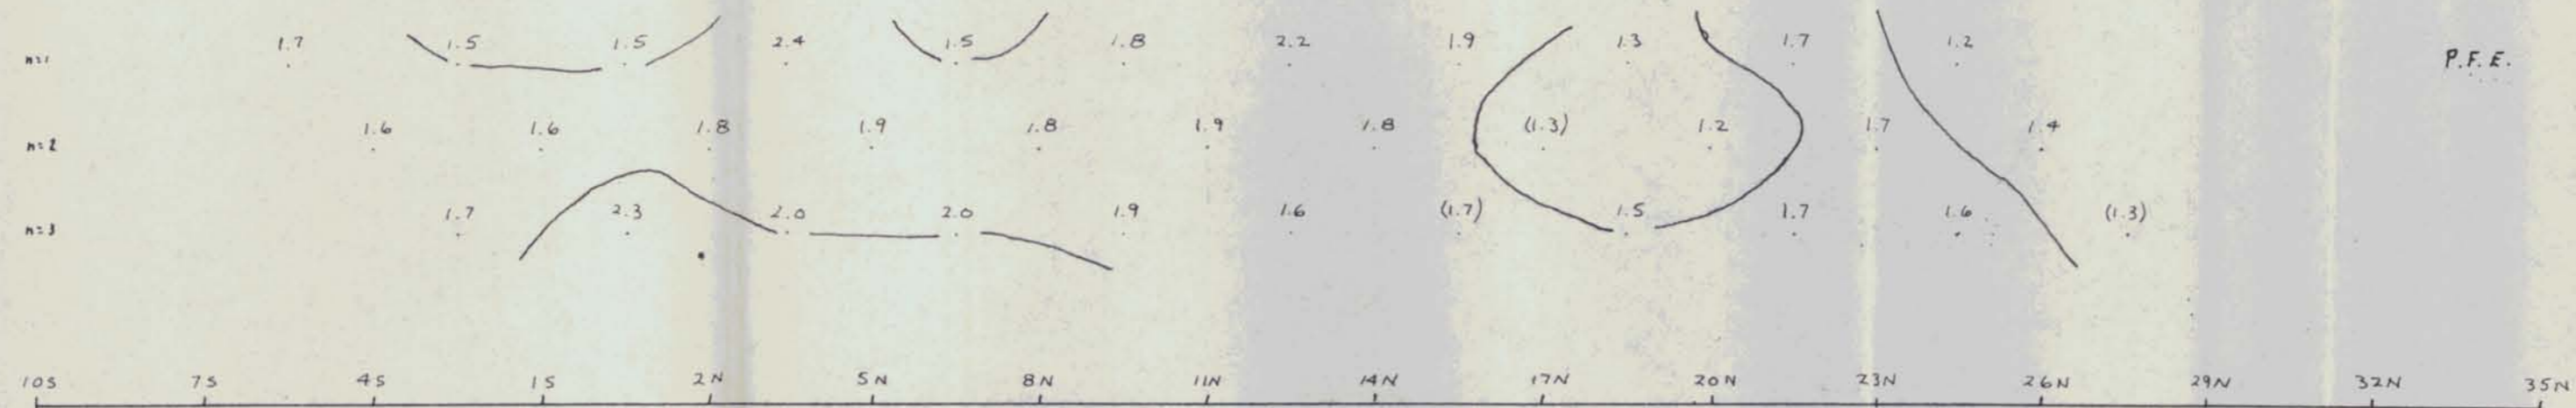 n=1 1.7 1.5 1.5 2.4 1.5 1.8 2.2 1.9 1.3 1.7 1.2 P.F.E.
n=2 1.6 1.6 1.8 1.9 1.8 1.9 1.8 (1.3) 1.2 1.7 1.4
n=3 1.7 2.3 2.0 2.0 1.9 1.6 (1.7) 1.5 1.7 1.6 (1.3)
10S 7S 4S 1S 2N 5N 8N 11N 14N 17N 20N 23N 26N 29N 32N 35N